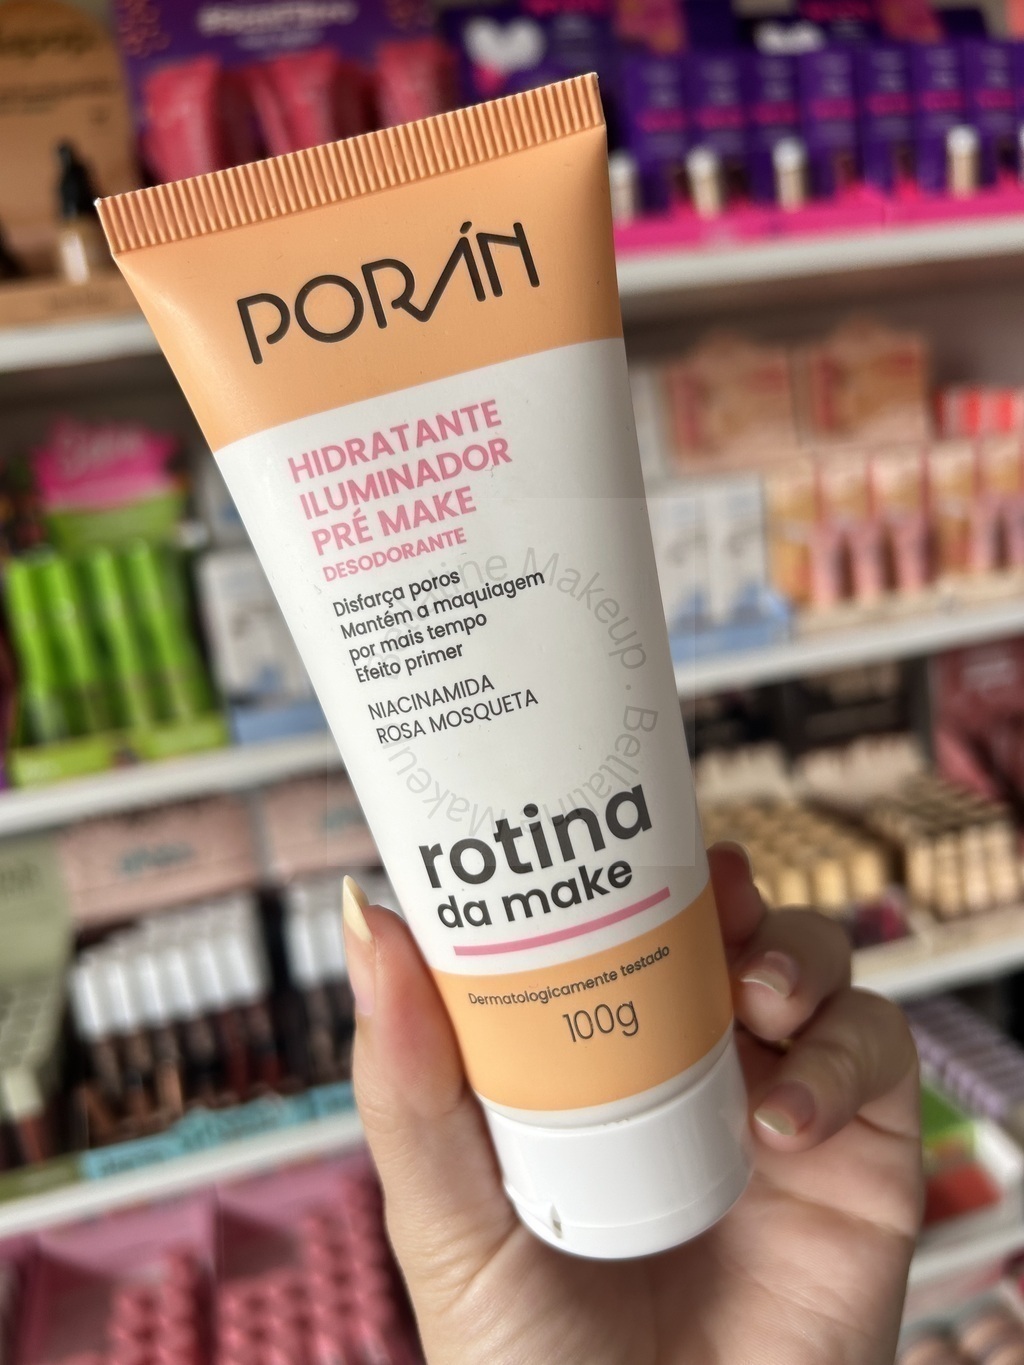 PORÁN
HIDRATANTE
ILUMINADOR
PRÉ MAKE
DESODORANTE
Disfarça poros
Mantém a maquiagem
por mais tempo
Efeito primer
NIACINAMIDA
ROSA MOSQUETA
rotina
da make
Dermatologicamente testado
100g